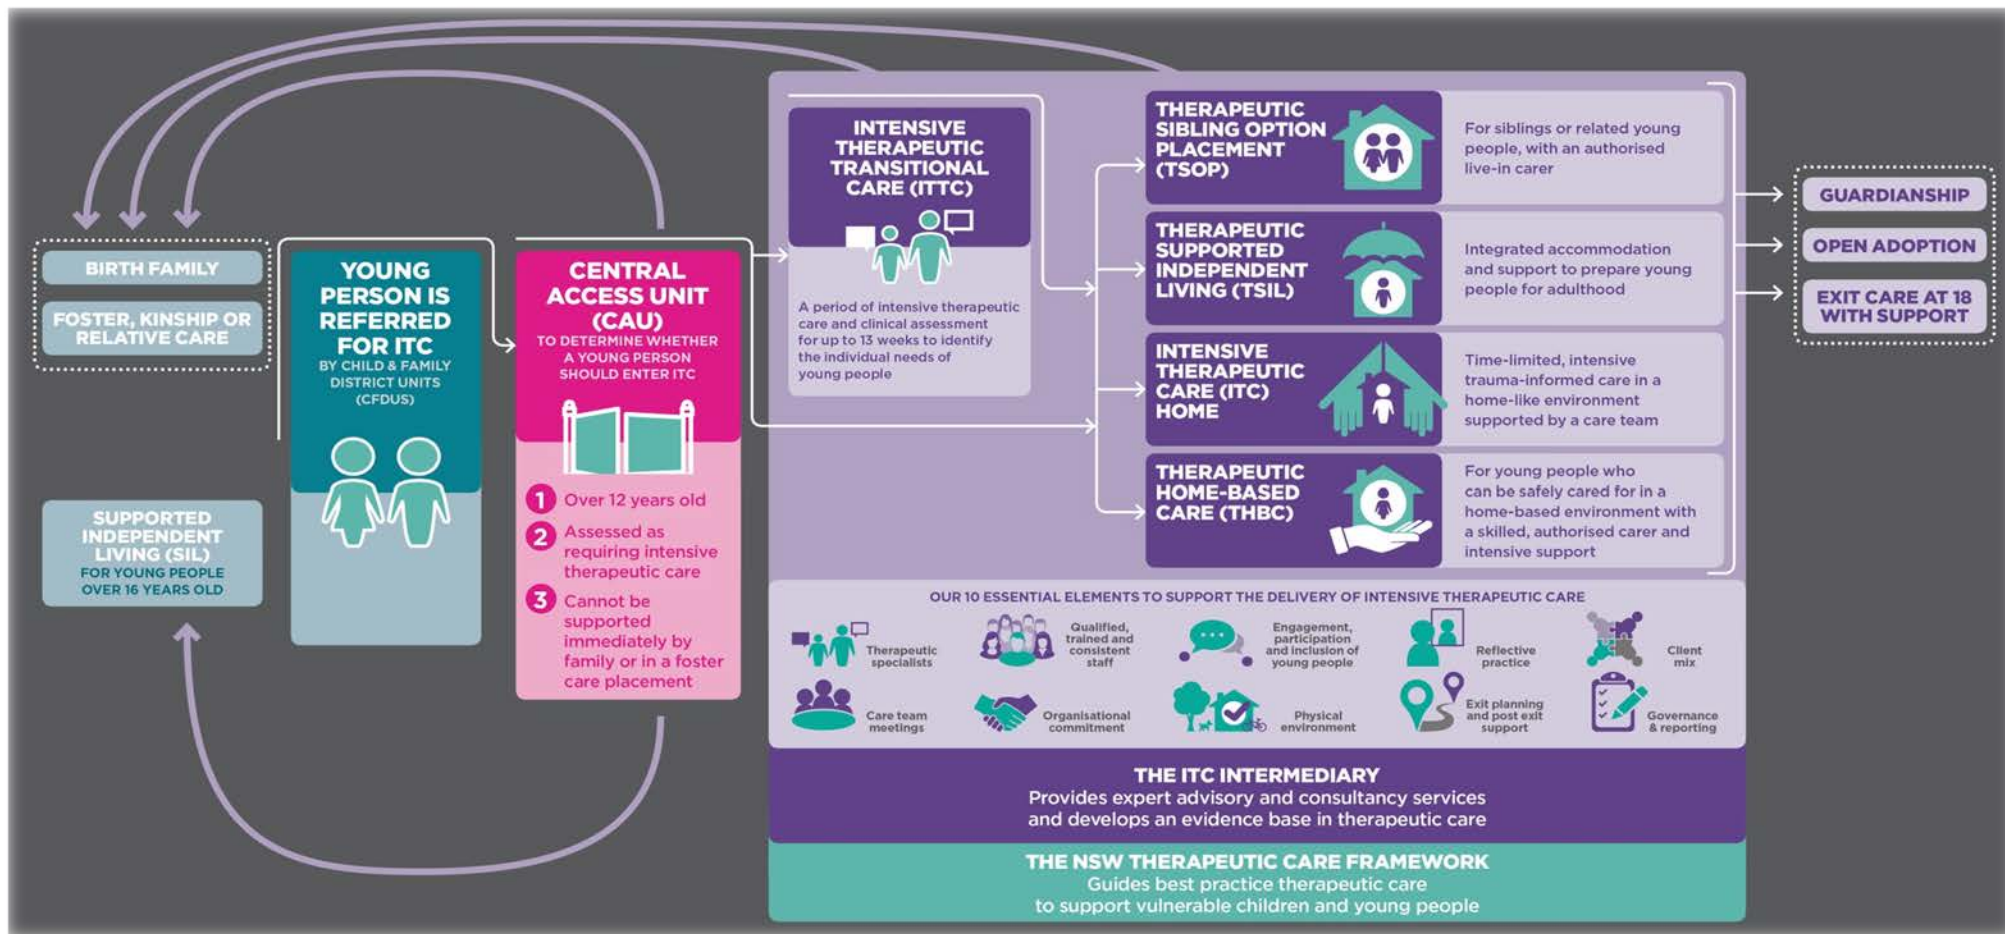 BIRTH FAMILY
FOSTER, KINSHIP OR
RELATIVE CARE
SUPPORTED
INDEPENDENT
LIVING (SIL)
FOR YOUNG PEOPLE
OVER 16 YEARS OLD
YOUNG
PERSON IS
REFERRED
FOR ITC
BY CHILD & FAMILY
DISTRICT UNITS
(CFDUS)
CENTRAL
ACCESS UNIT
(CAU)
TO DETERMINE WHETHER
A YOUNG PERSON
SHOULD ENTER ITC
1 Over 12 years old
2 Assessed as
requiring intensive
therapeutic care
3 Cannot be
supported
immediately by
family or in a foster
care placement
INTENSIVE
THERAPEUTIC
TRANSITIONAL
CARE (ITTC)
A period of intensive therapeutic
care and clinical assessment
for up to 13 weeks to identify
the individual needs of
young people
THERAPEUTIC
SIBLING OPTION
PLACEMENT
(TSOP)
For siblings or related young
people, with an authorised
live-in carer
THERAPEUTIC
SUPPORTED
INDEPENDENT
LIVING (TSIL)
Integrated accommodation
and support to prepare young
people for adulthood
INTENSIVE
THERAPEUTIC
CARE (ITC)
HOME
Time-limited, intensive
trauma-informed care in a
home-like environment
supported by a care team
THERAPEUTIC
HOME-BASED
CARE (THBC)
For young people who
can be safely cared for in a
home-based environment with
a skilled, authorised carer and
intensive support
GUARDIANSHIP
OPEN ADOPTION
EXIT CARE AT 18
WITH SUPPORT
OUR 10 ESSENTIAL ELEMENTS TO SUPPORT THE DELIVERY OF INTENSIVE THERAPEUTIC CARE
Therapeutic
specialists
Qualified,
trained and
consistent
staff
Engagement,
participation
and inclusion of
young people
Reflective
practice
Client
mix
Care team
meetings
Organisational
commitment
Physical
environment
Exit planning
and post exit
support
Governance
& reporting
THE ITC INTERMEDIARY
Provides expert advisory and consultancy services
and develops an evidence base in therapeutic care
THE NSW THERAPEUTIC CARE FRAMEWORK
Guides best practice therapeutic care
to support vulnerable children and young people